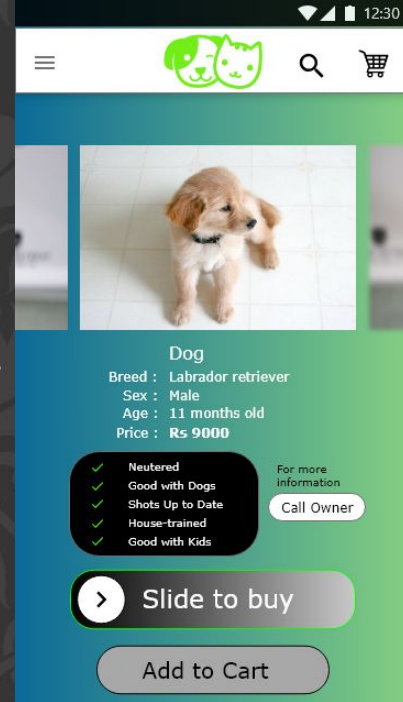 12:30
Dog
Breed : Labrador retriever
Sex : Male
Age : 11 months old
Price : Rs 9000
Neutered
Good with Dogs
Shots Up to Date
House-trained
Good with Kids
For more
information
Call Owner
Slide to buy
Add to Cart